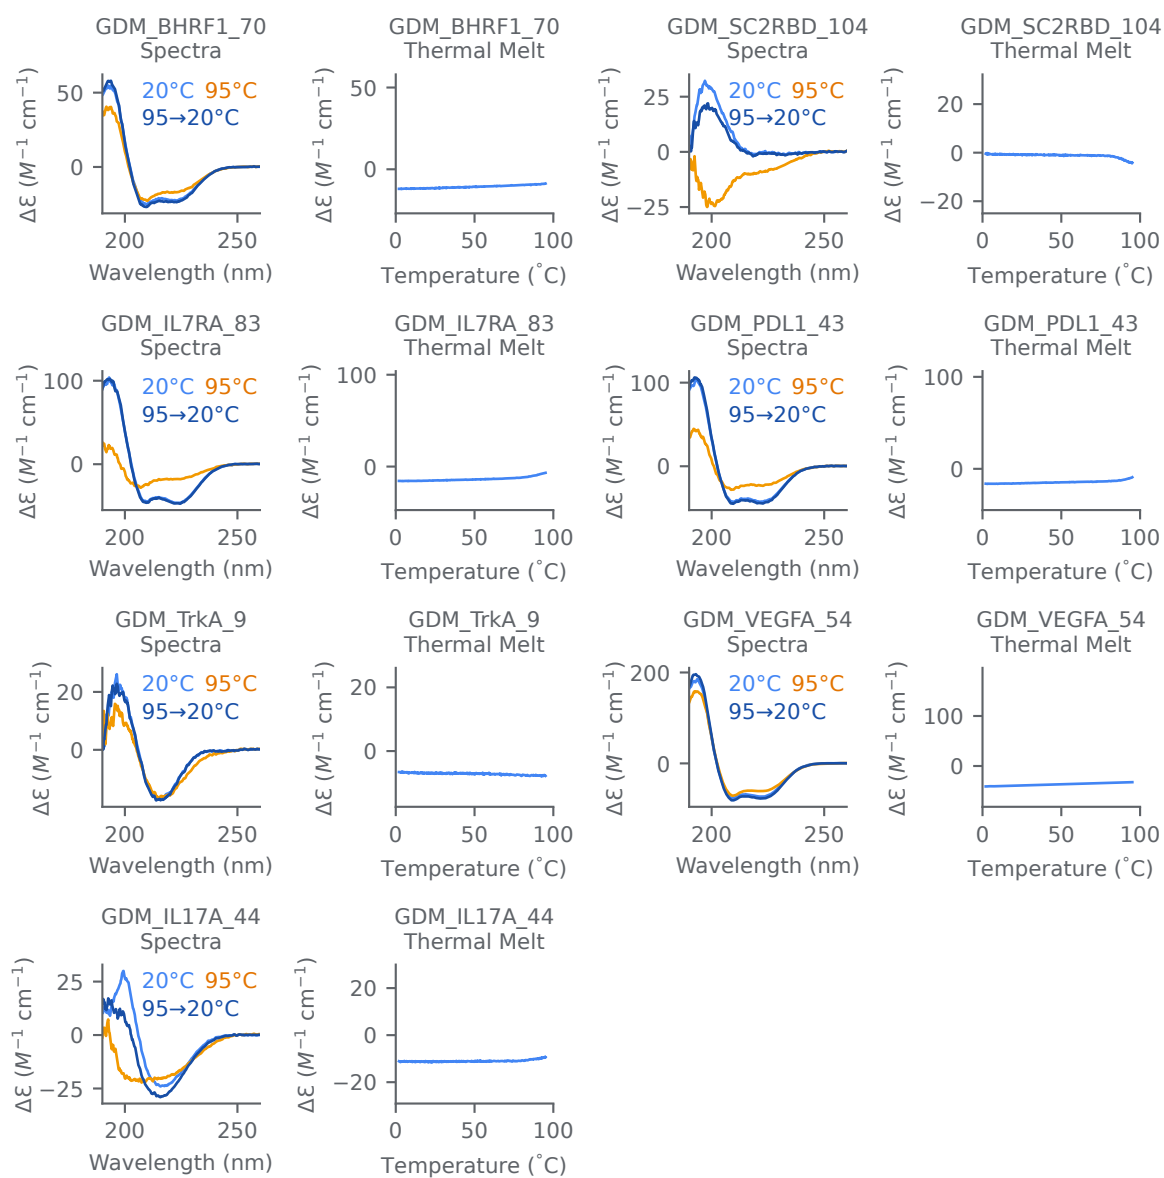 GDM_BHRF1_70
Spectra
Δε (M⁻¹ cm⁻¹)
50
0
20°C 95°C
95→20°C
200
250
Wavelength (nm)
GDM_BHRF1_70
Thermal Melt
Δε (M⁻¹ cm⁻¹)
50
0
0
50
100
Temperature (°C)
GDM_SC2RBD_104
Spectra
Δε (M⁻¹ cm⁻¹)
25
0
−25
20°C 95°C
95→20°C
200
250
Wavelength (nm)
GDM_SC2RBD_104
Thermal Melt
Δε (M⁻¹ cm⁻¹)
20
0
−20
0
50
100
Temperature (°C)
GDM_IL7RA_83
Spectra
Δε (M⁻¹ cm⁻¹)
100
0
20°C 95°C
95→20°C
200
250
Wavelength (nm)
GDM_IL7RA_83
Thermal Melt
Δε (M⁻¹ cm⁻¹)
100
0
0
50
100
Temperature (°C)
GDM_PDL1_43
Spectra
Δε (M⁻¹ cm⁻¹)
100
0
20°C 95°C
95→20°C
200
250
Wavelength (nm)
GDM_PDL1_43
Thermal Melt
Δε (M⁻¹ cm⁻¹)
100
0
0
50
100
Temperature (°C)
GDM_TrkA_9
Spectra
Δε (M⁻¹ cm⁻¹)
20
0
20°C 95°C
95→20°C
200
250
Wavelength (nm)
GDM_TrkA_9
Thermal Melt
Δε (M⁻¹ cm⁻¹)
20
0
0
50
100
Temperature (°C)
GDM_VEGFA_54
Spectra
Δε (M⁻¹ cm⁻¹)
200
0
20°C 95°C
95→20°C
200
250
Wavelength (nm)
GDM_VEGFA_54
Thermal Melt
Δε (M⁻¹ cm⁻¹)
100
0
0
50
100
Temperature (°C)
GDM_IL17A_44
Spectra
Δε (M⁻¹ cm⁻¹)
25
0
−25
20°C 95°C
95→20°C
200
250
Wavelength (nm)
GDM_IL17A_44
Thermal Melt
Δε (M⁻¹ cm⁻¹)
20
0
−20
0
50
100
Temperature (°C)